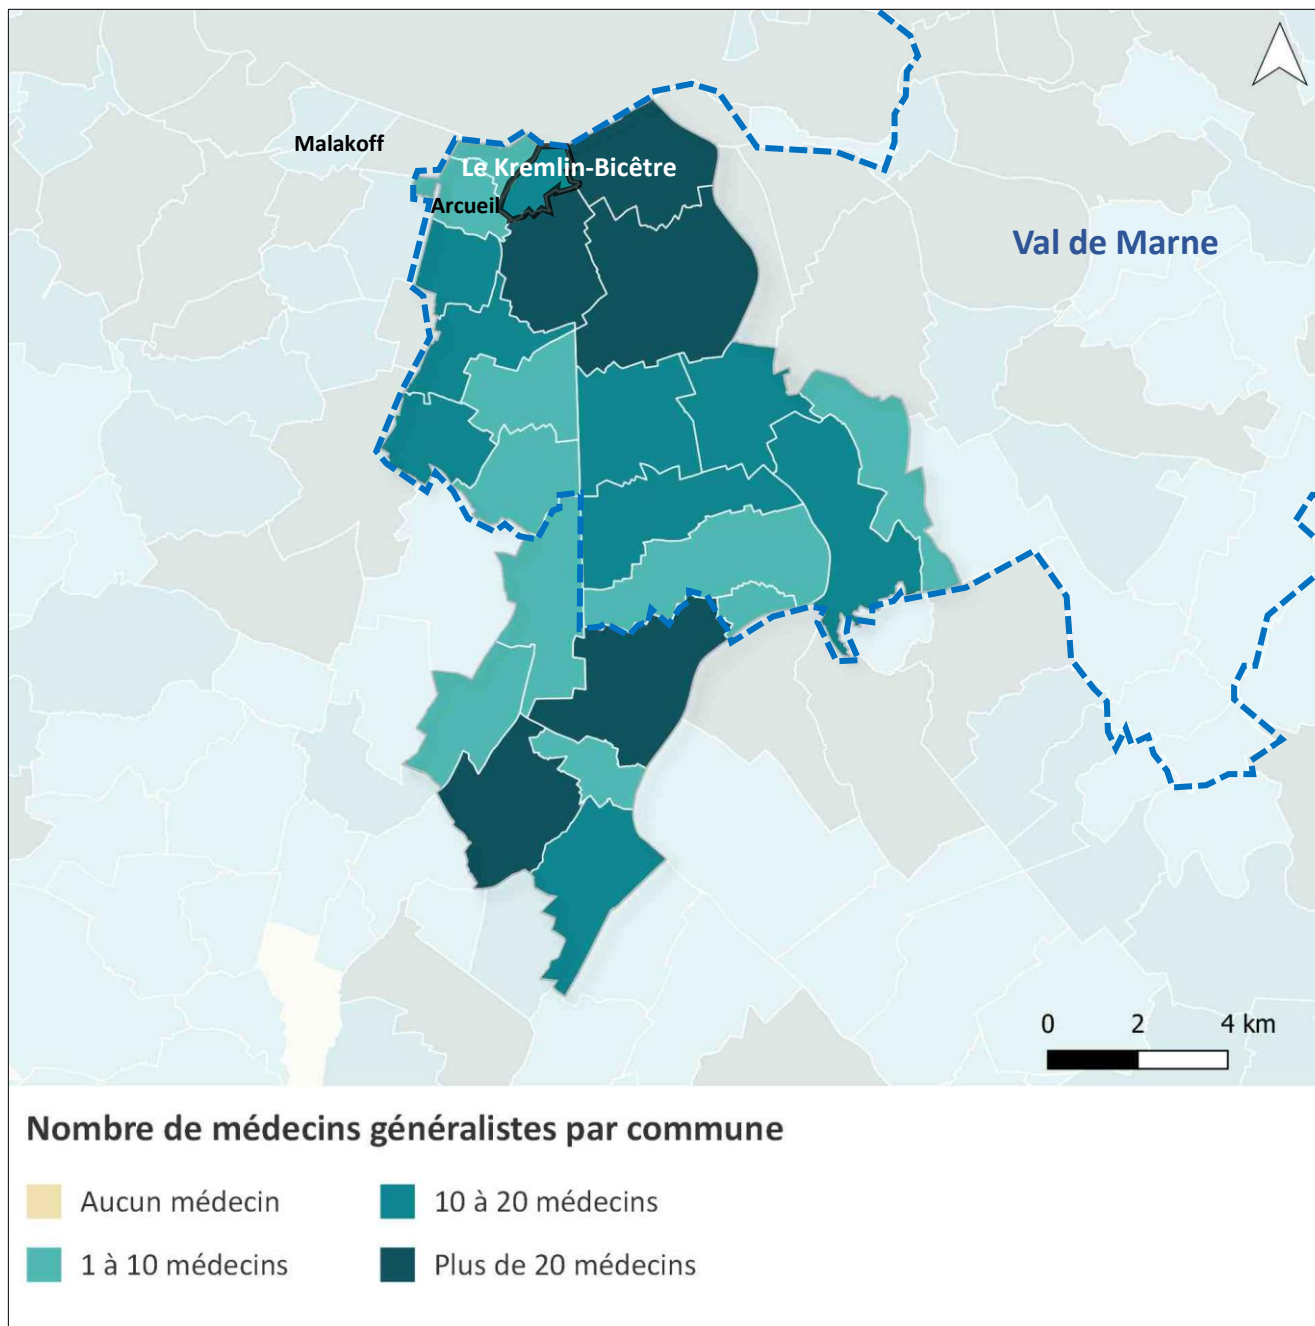 Malakoff
Le Kremlin-Bicêtre
Arcueil
Val de Marne
0 2 4 km
Nombre de médecins généralistes par commune
Aucun médecin
10 à 20 médecins
1 à 10 médecins
Plus de 20 médecins